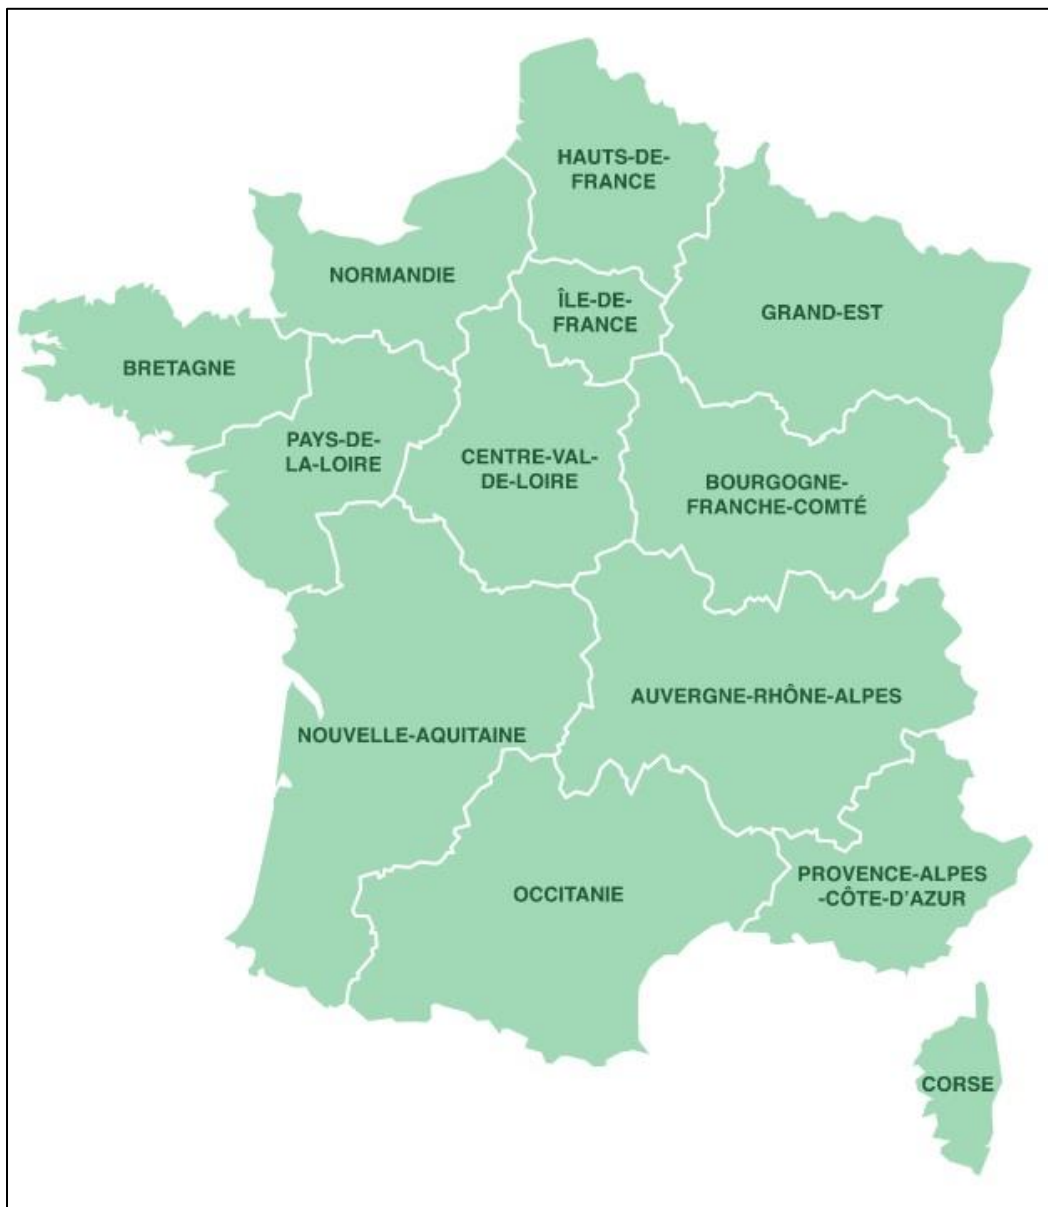 HAUTS-DE-
FRANCE
NORMANDIE
ÎLE-DE-
FRANCE
GRAND-EST
BRETAGNE
PAYS-DE-
LA-LOIRE
CENTRE-VAL-
DE-LOIRE
BOURGOGNE-
FRANCHE-COMTÉ
AUVERGNE-RHÔNE-ALPES
NOUVELLE-AQUITAINE
PROVENCE-ALPES
-CÔTE-D'AZUR
OCCITANIE
CORSE